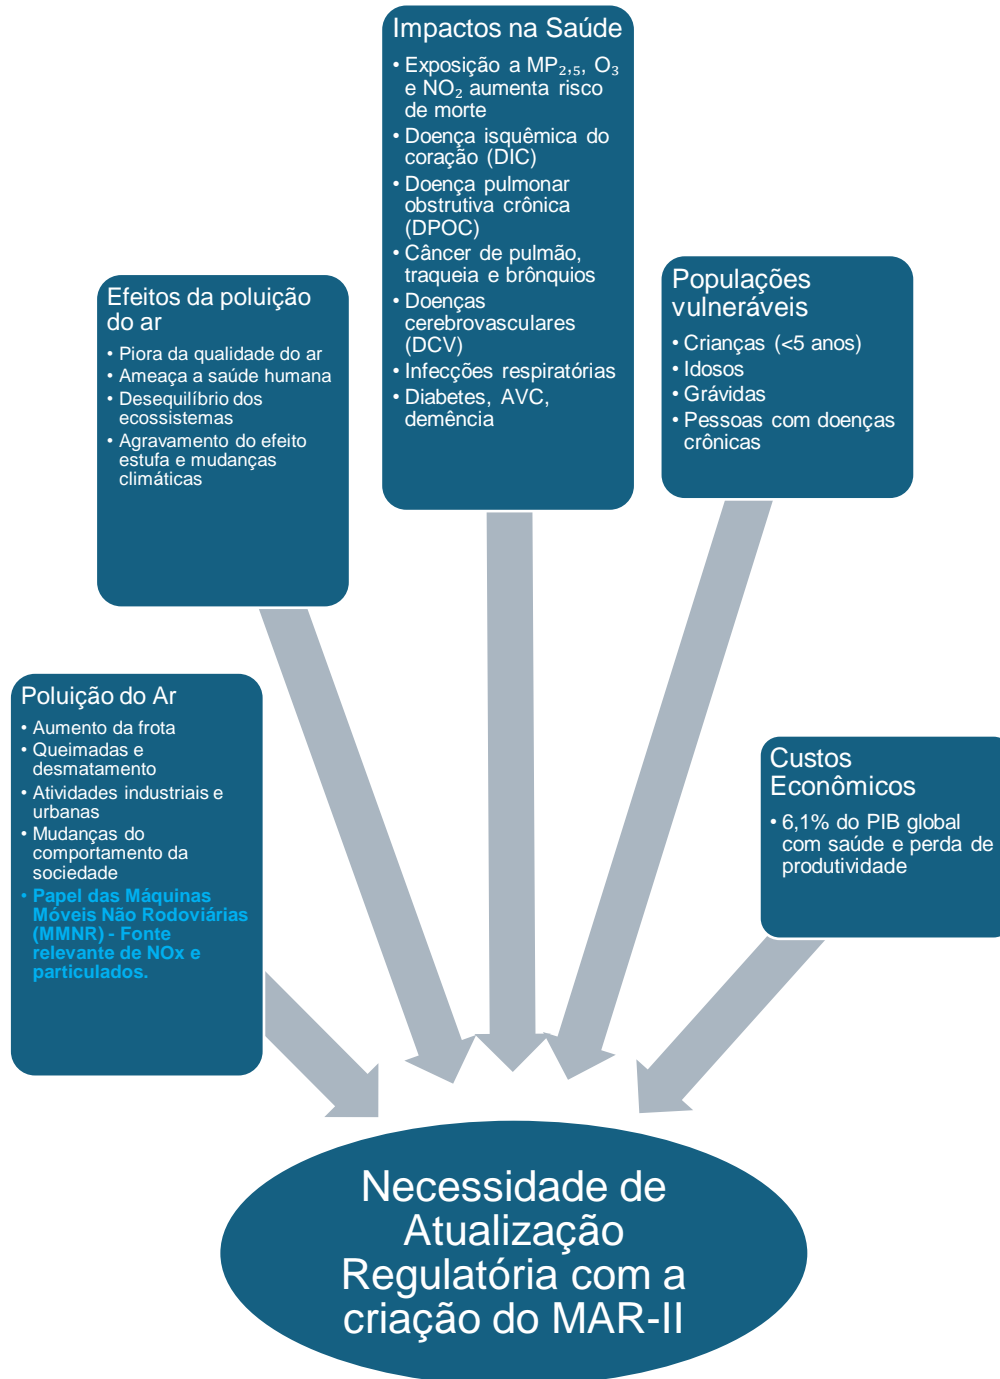 Impactos na Saúde
• Exposição a MP₂,₅, O₃
e NO₂ aumenta risco
de morte
• Doença isquêmica do
coração (DIC)
• Doença pulmonar
obstrutiva crônica
(DPOC)
• Câncer de pulmão,
traqueia e brônquios
• Doenças
cerebrovasculares
(DCV)
• Infecções respiratórias
• Diabetes, AVC,
demência
Efeitos da poluição
do ar
• Piora da qualidade do ar
• Ameaça a saúde humana
• Desequilíbrio dos
ecossistemas
• Agravamento do efeito
estufa e mudanças
climáticas
Populações
vulneráveis
• Crianças (<5 anos)
• Idosos
• Grávidas
• Pessoas com doenças
crônicas
Poluição do Ar
• Aumento da frota
• Queimadas e
desmatamento
• Atividades industriais e
urbanas
• Mudanças do
comportamento da
sociedade
• Papel das Máquinas
Móveis Não Rodoviárias
(MMNR) - Fonte
relevante de NOx e
particulados.
Custos
Econômicos
• 6,1% do PIB global
com saúde e perda de
produtividade
Necessidade de
Atualização
Regulatória com a
criação do MAR-II